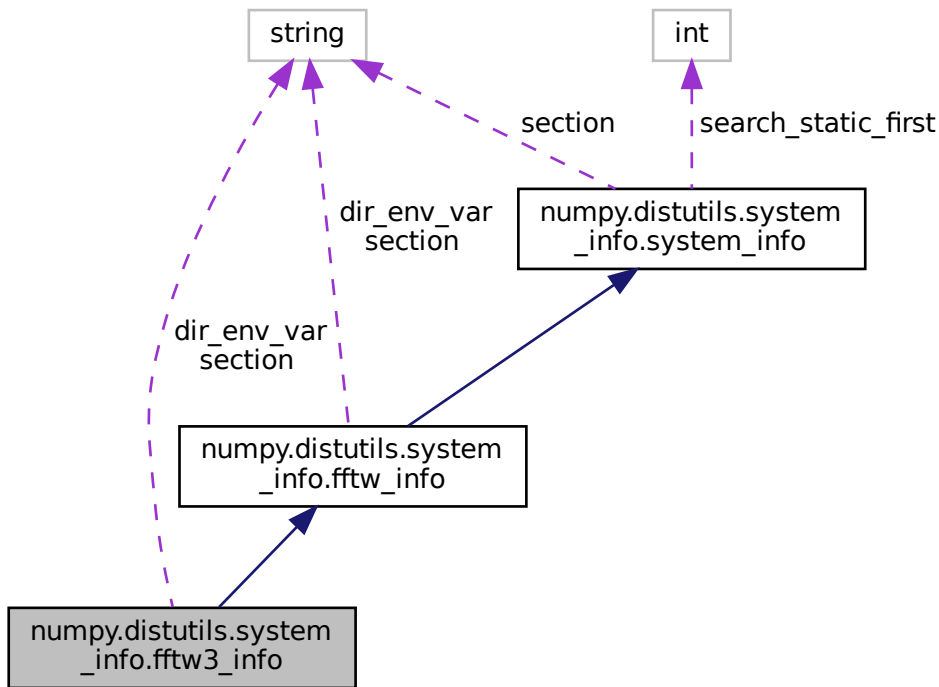 string
int
section
search_static_first
dir_env_var
section
numpy.distutils.system
_info.system_info
dir_env_var
section
numpy.distutils.system
_info.fftw_info
numpy.distutils.system
_info.fftw3_info